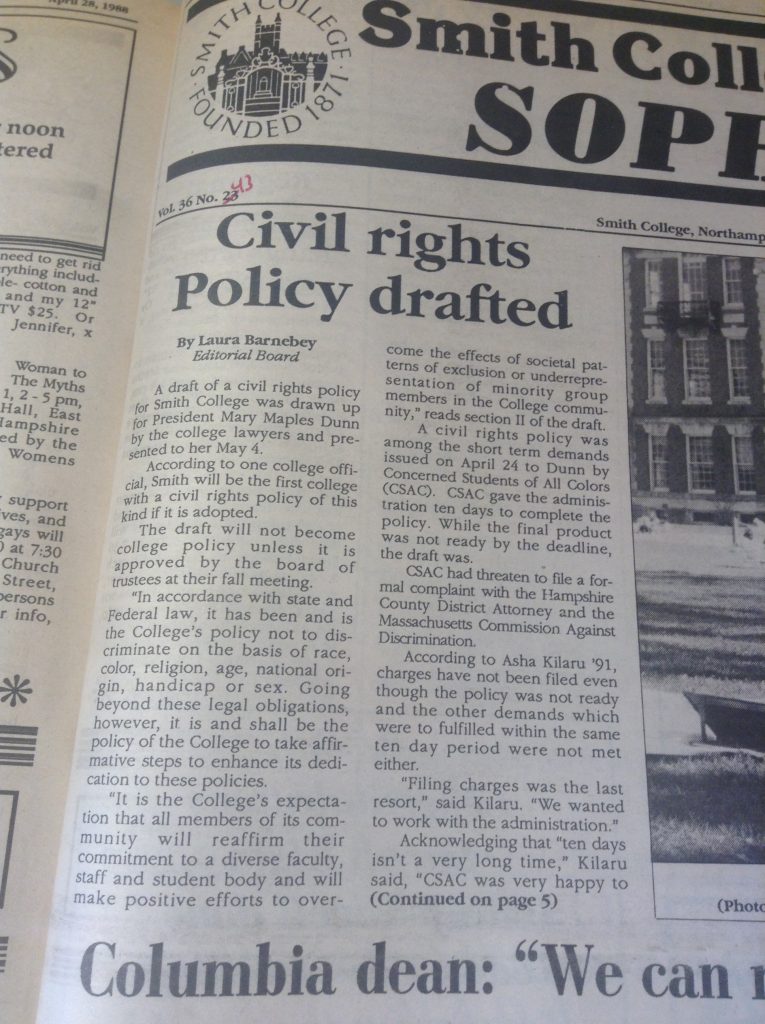 April 28, 1988
S
noon
tered
need to get rid
rything includ-
le- cotton and
and my 12"
TV $25. Or
Jennifer, x
Woman to
The Myths
1, 2 - 5 pm,
Hall, East
Hampshire
ed by the
Womens
support
ves, and
gays will
at 7:30
Church
Street,
persons
r info,
SMITH COLLEGE
FOUNDED 1871
Smith Coll
SOPH
Vol. 36 No. 23 43
Smith College, Northamp
Civil rights
Policy drafted
By Laura Barnebey
Editorial Board
A draft of a civil rights policy
for Smith College was drawn up
for President Mary Maples Dunn
by the college lawyers and pre-
sented to her May 4.
According to one college offi-
cial, Smith will be the first college
with a civil rights policy of this
kind if it is adopted.
The draft will not become
college policy unless it is
approved by the board of
trustees at their fall meeting.
"In accordance with state and
Federal law, it has been and is
the College's policy not to dis-
criminate on the basis of race,
color, religion, age, national ori-
gin, handicap or sex. Going
beyond these legal obligations,
however, it is and shall be the
policy of the College to take affir-
mative steps to enhance its dedi-
cation to these policies.
"It is the College's expecta-
tion that all members of its com-
munity will reaffirm their
commitment to a diverse faculty,
staff and student body and will
make positive efforts to over-
come the effects of societal pat-
terns of exclusion or underrepre-
sentation of minority group
members in the College commu-
nity," reads section II of the draft.
A civil rights policy was
among the short term demands
issued on April 24 to Dunn by
Concerned Students of All Colors
(CSAC). CSAC gave the adminis-
tration ten days to complete the
policy. While the final product
was not ready by the deadline,
the draft was.
CSAC had threaten to file a for-
mal complaint with the Hampshire
County District Attorney and the
Massachusetts Commission Against
Discrimination.
According to Asha Kilaru '91,
charges have not been filed even
though the policy was not ready
and the other demands which
were to fulfilled within the same
ten day period were not met
either.
"Filing charges was the last
resort," said Kilaru. "We wanted
to work with the administration."
Acknowledging that "ten days
isn't a very long time," Kilaru
said, "CSAC was very happy to
(Continued on page 5)
(Photo
Columbia dean: "We can